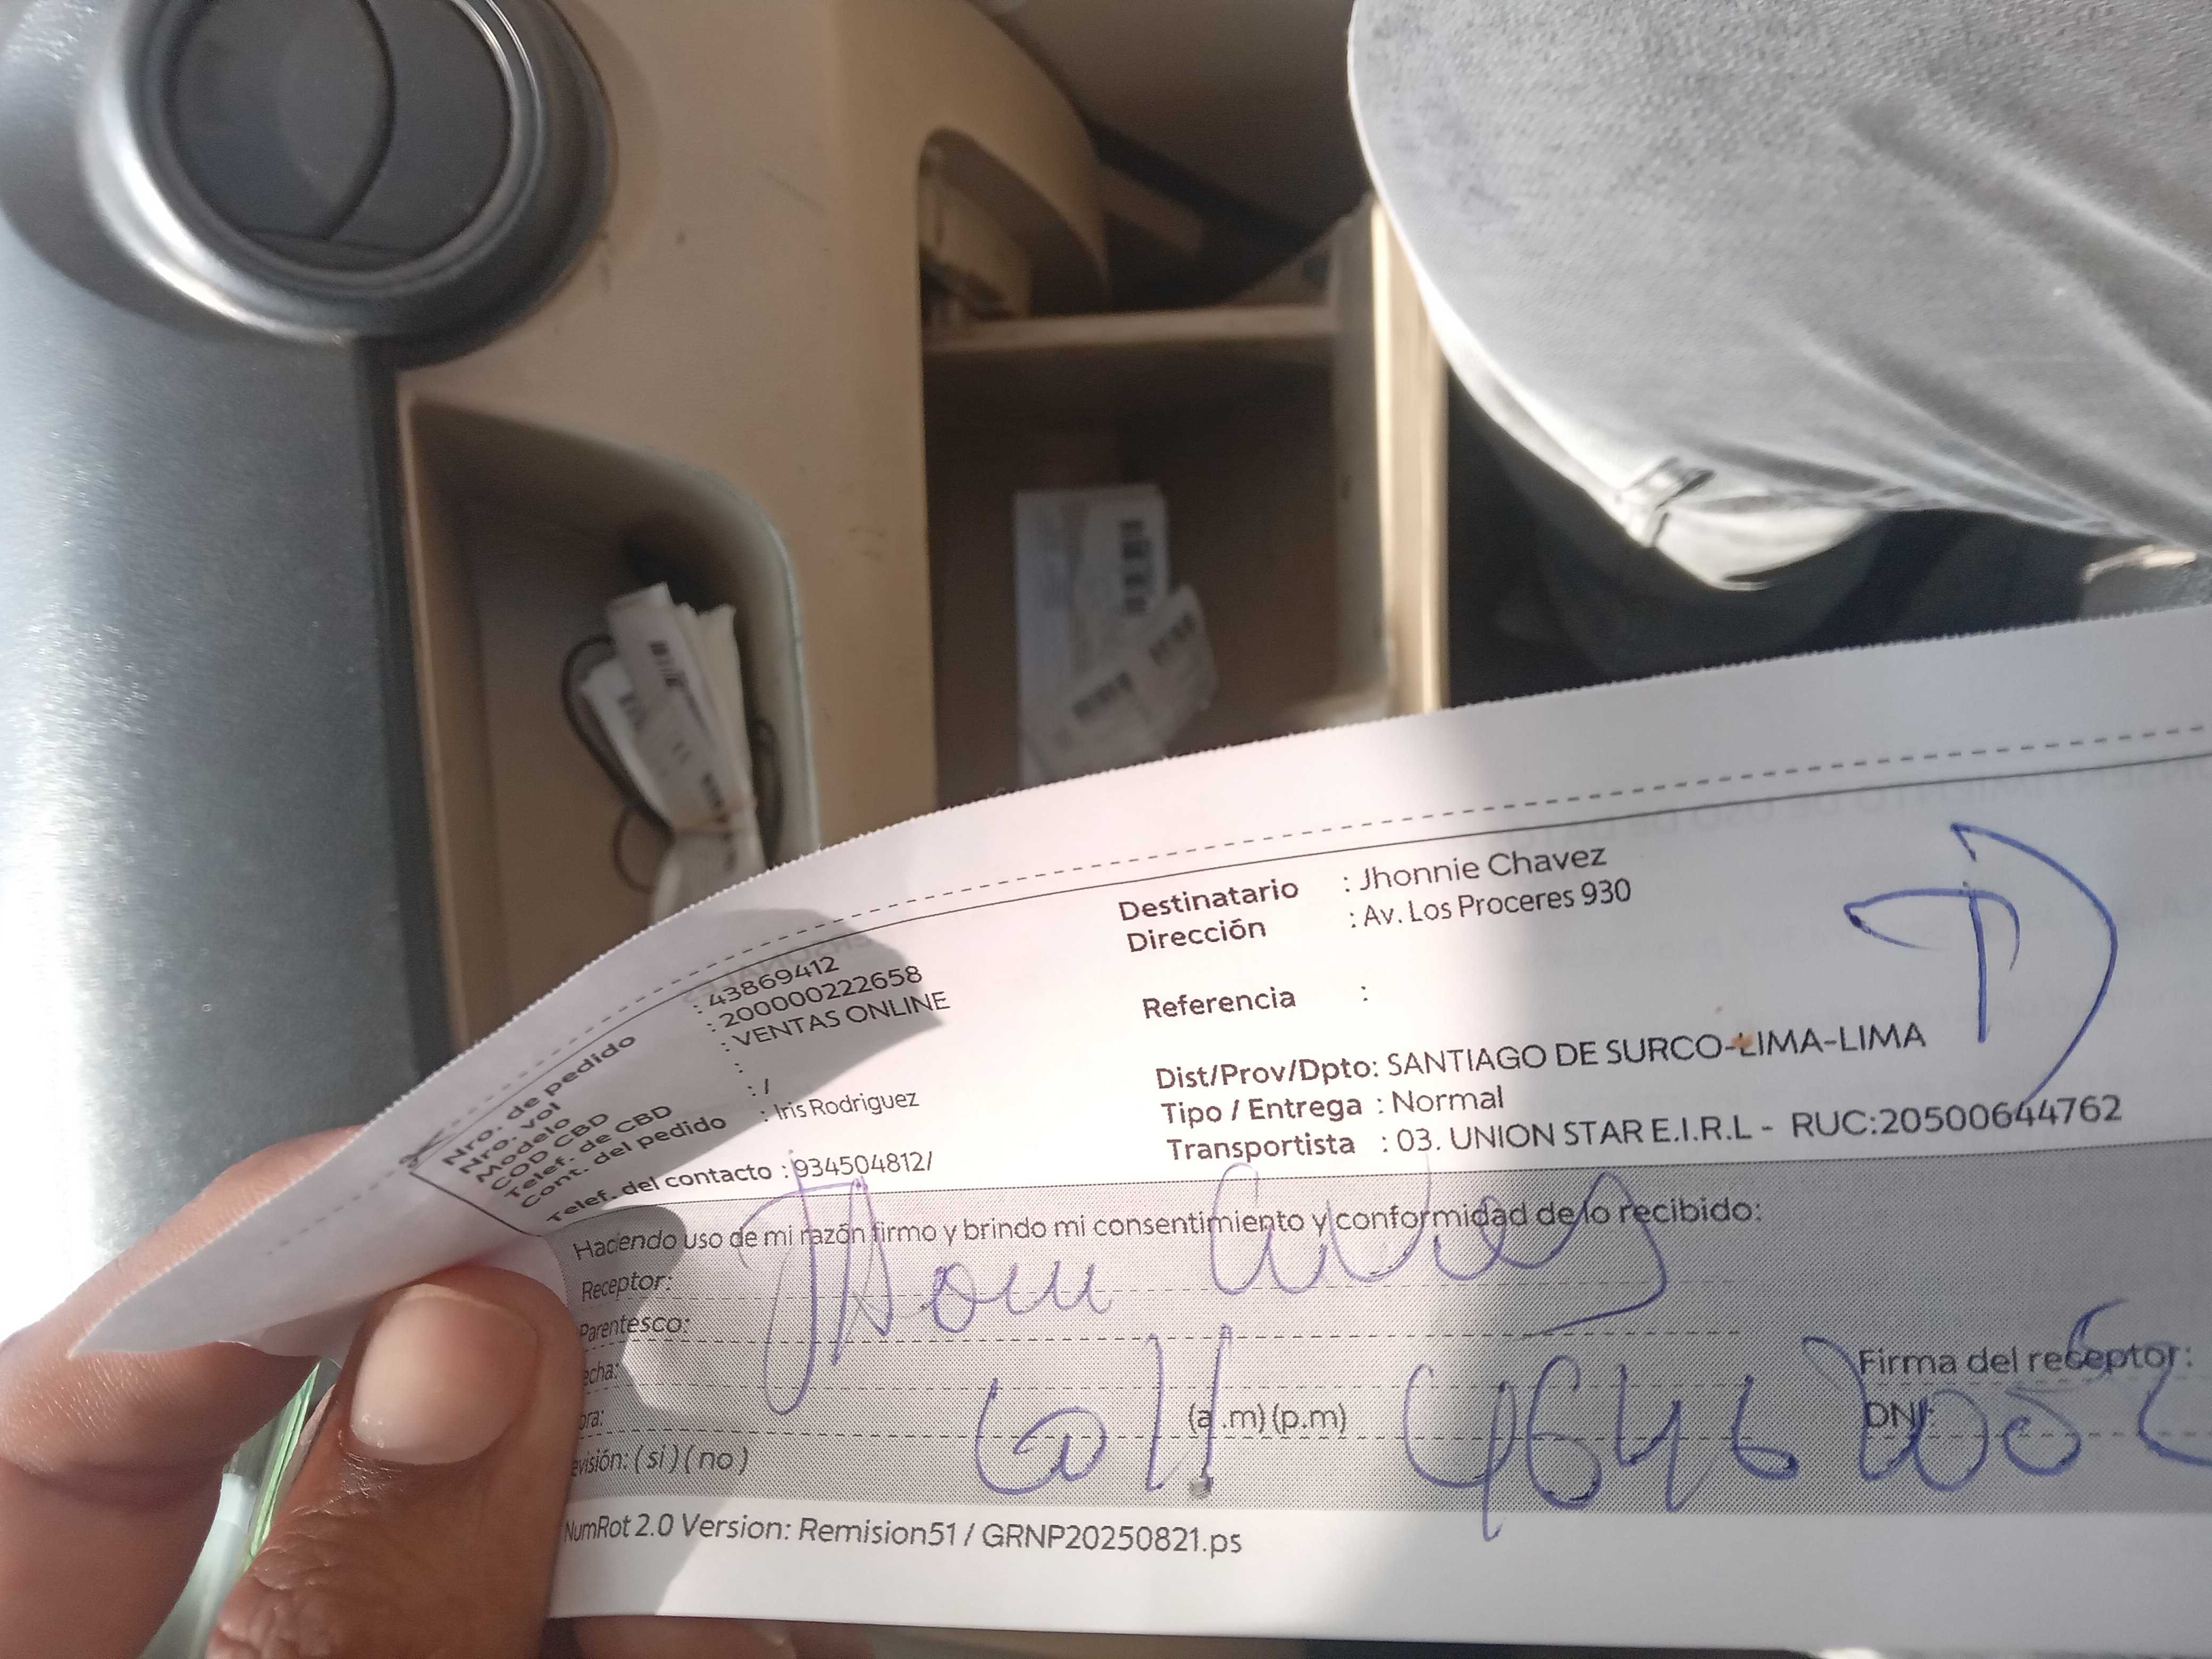 Nro. de pedido : 43869412
Nro. vol : 200000222658
Modelo : VENTAS ONLINE
COD CBD :
Telef. de CBD : /
Cont. del pedido : Iris Rodriguez
Telef. del contacto : 934504812/
Destinatario : Jhonnie Chavez
Dirección : Av. Los Proceres 930
Referencia :
Dist/Prov/Dpto: SANTIAGO DE SURCO-LIMA-LIMA
Tipo / Entrega : Normal
Transportista : 03. UNION STAR E.I.R.L - RUC:20500644762
Haciendo uso de mi razón firmo y brindo mi consentimiento y conformidad de lo recibido:
Receptor:
Parentesco:
echa:
ora: (a .m) (p.m)
evisión: ( si ) ( no )
Firma del receptor:
DNI:
NumRot 2.0 Version: Remision51 / GRNP20250821.ps